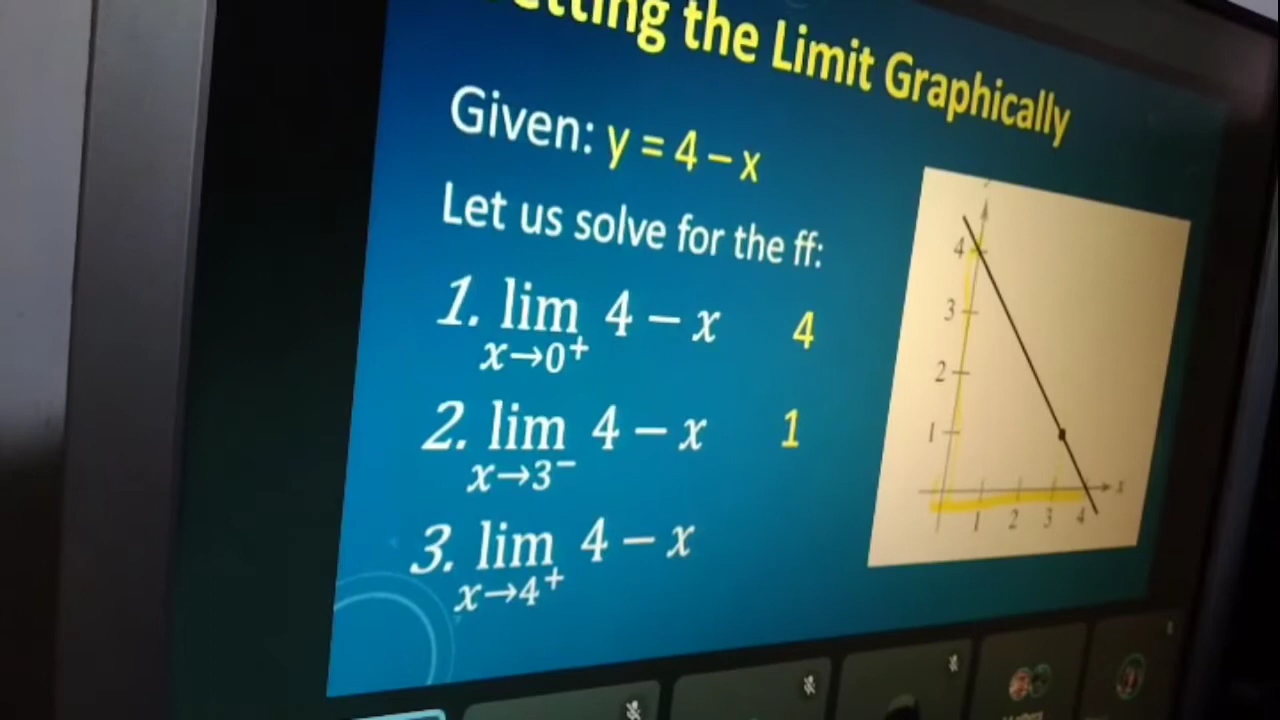 the Limit Graphically
Given: y = 4 – x
Let us solve for the ff:
1. lim 4 − x 4
x→0⁺
2. lim 4 − x 1
x→3⁻
3. lim 4 − x
x→4⁺
4
3
2
1
x
1 2 3 4